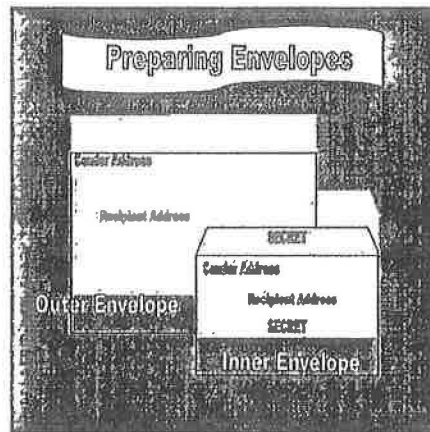 Preparing Envelopes
Sender Address
Recipient Address
Outer Envelope
SECRET
Sender Address
Recipient Address
SECRET
Inner Envelope